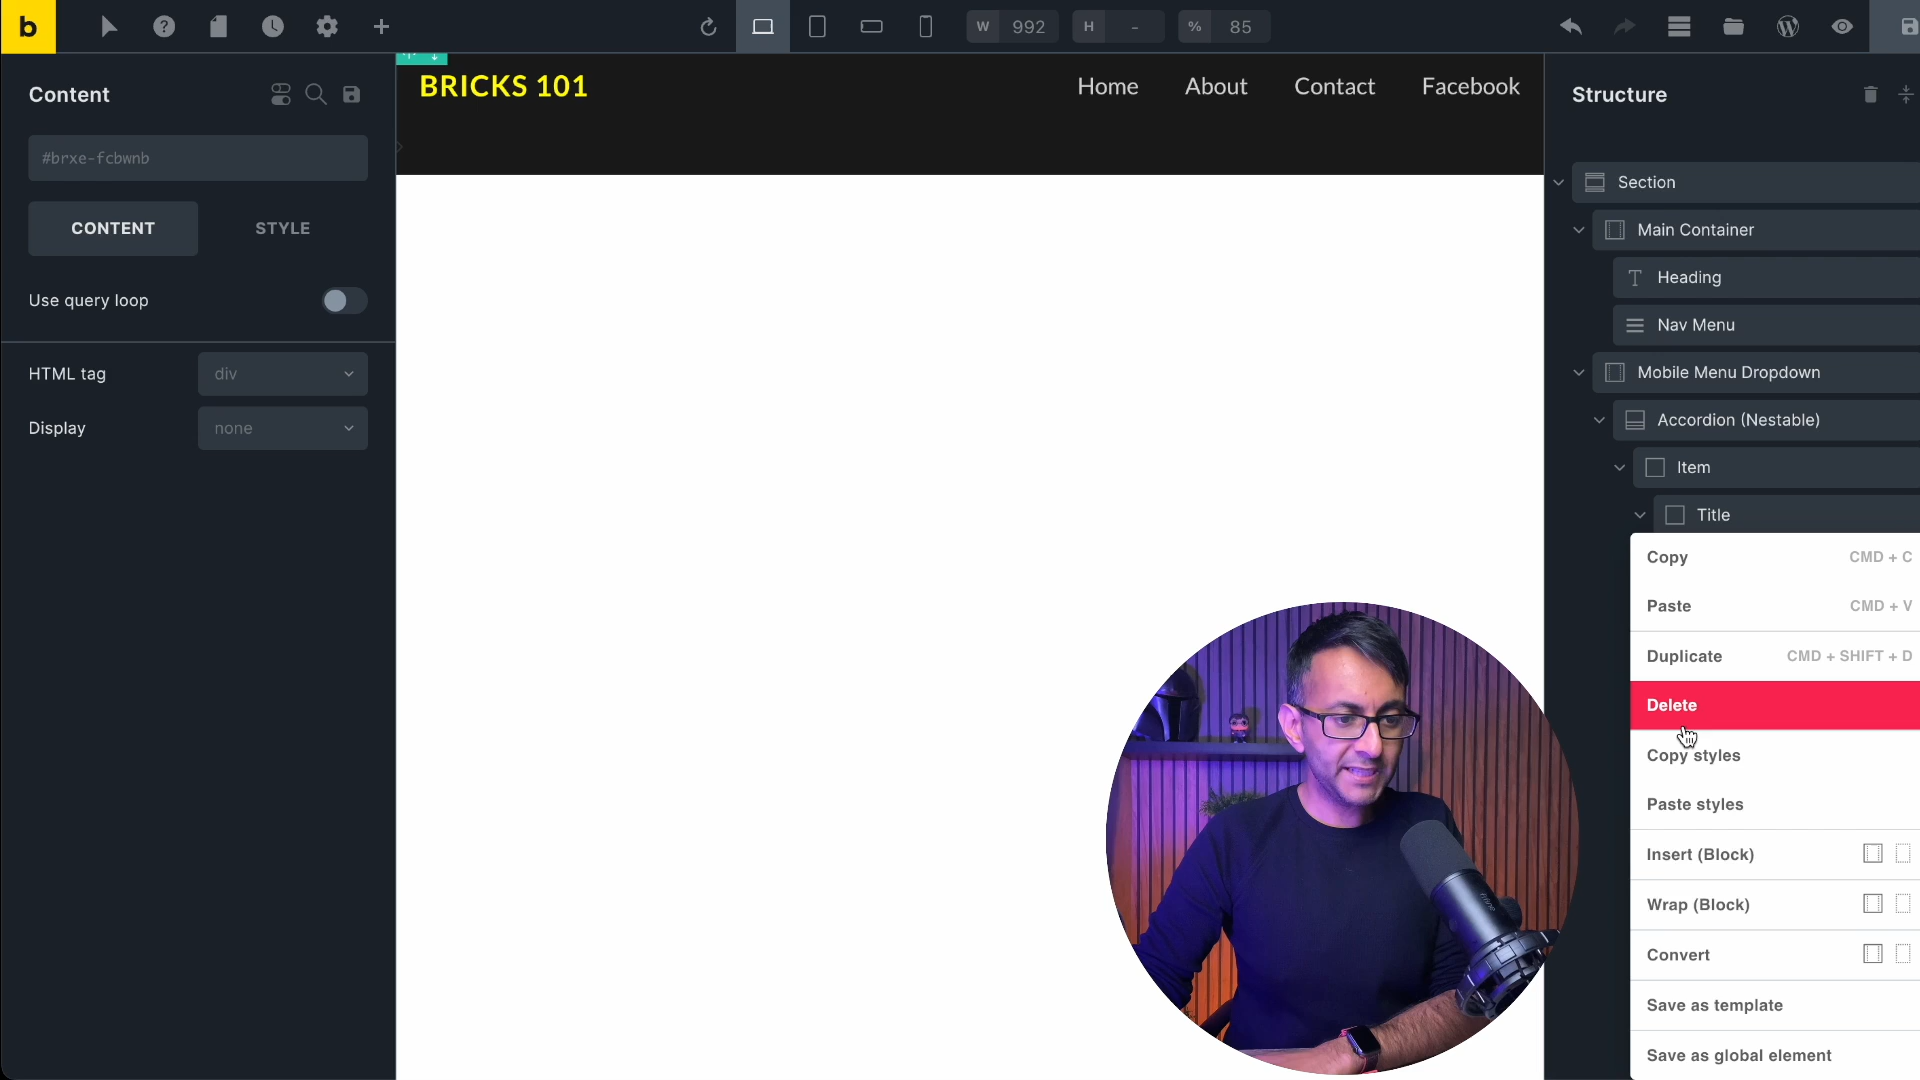 b
W 992
H -
% 85
Content
#brxe-fcbwnb
CONTENT
STYLE
Use query loop
HTML tag
div
Display
none
BRICKS 101
Home
About
Contact
Facebook
Structure
Section
Main Container
Heading
Nav Menu
Mobile Menu Dropdown
Accordion (Nestable)
Item
Title
Copy CMD + C
Paste CMD + V
Duplicate CMD + SHIFT + D
Delete
Copy styles
Paste styles
Insert (Block)
Wrap (Block)
Convert
Save as template
Save as global element